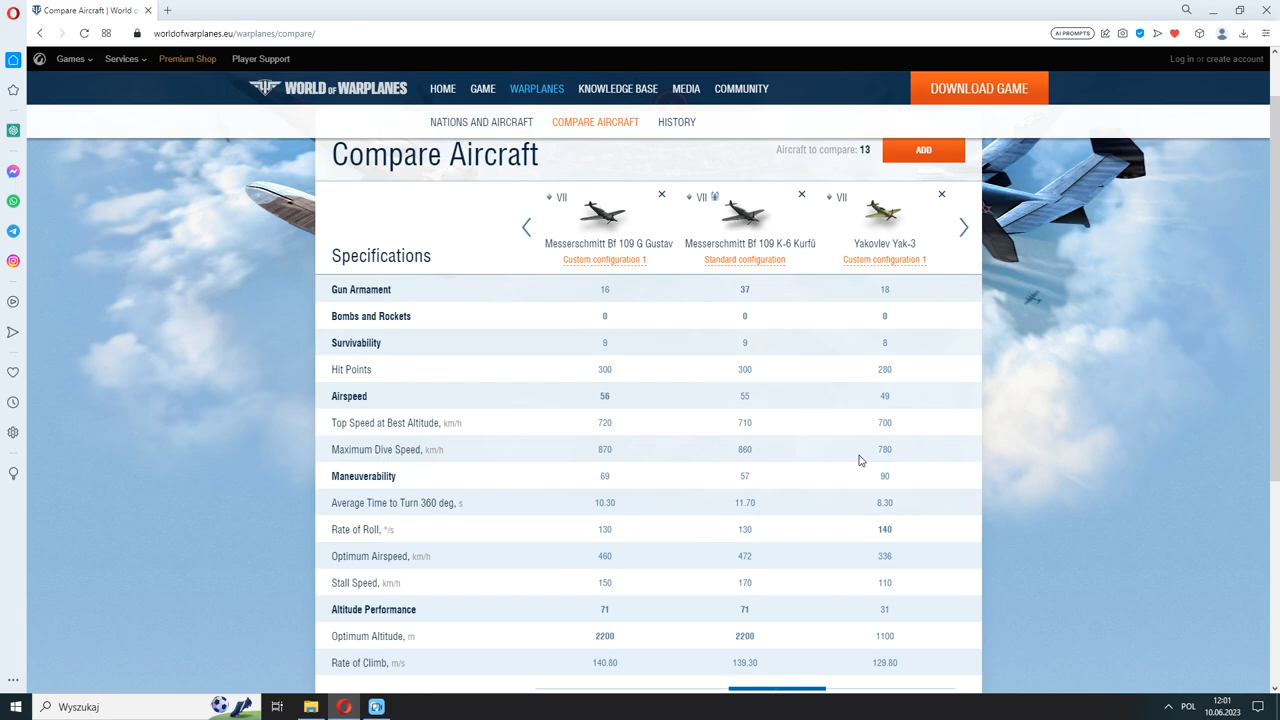 Compare Aircraft | World of
worldofwarplanes.eu/warplanes/compare/
AI PROMPTS
Games Services Premium Shop Player Support
Log in or create account
WORLD OF WARPLANES HOME GAME WARPLANES KNOWLEDGE BASE MEDIA COMMUNITY DOWNLOAD GAME
NATIONS AND AIRCRAFT COMPARE AIRCRAFT HISTORY
Compare Aircraft Aircraft to compare: 13 ADD
VII VII VII
Messerschmitt Bf 109 G Gustav Messerschmitt Bf 109 K-6 Kurfü Yakovlev Yak-3
Specifications Custom configuration 1 Standard configuration Custom configuration 1
Gun Armament 16 37 18
Bombs and Rockets 0 0 0
Survivability 9 9 8
Hit Points 300 300 280
Airspeed 56 55 49
Top Speed at Best Altitude, km/h 720 710 700
Maximum Dive Speed, km/h 870 860 780
Maneuverability 69 57 90
Average Time to Turn 360 deg, s 10.30 11.70 8.30
Rate of Roll, °/s 130 130 140
Optimum Airspeed, km/h 460 472 336
Stall Speed, km/h 150 170 110
Altitude Performance 71 71 31
Optimum Altitude, m 2200 2200 1100
Rate of Climb, m/s 140.80 139.30 129.80
Wyszukaj POL 12:01
10.06.2023